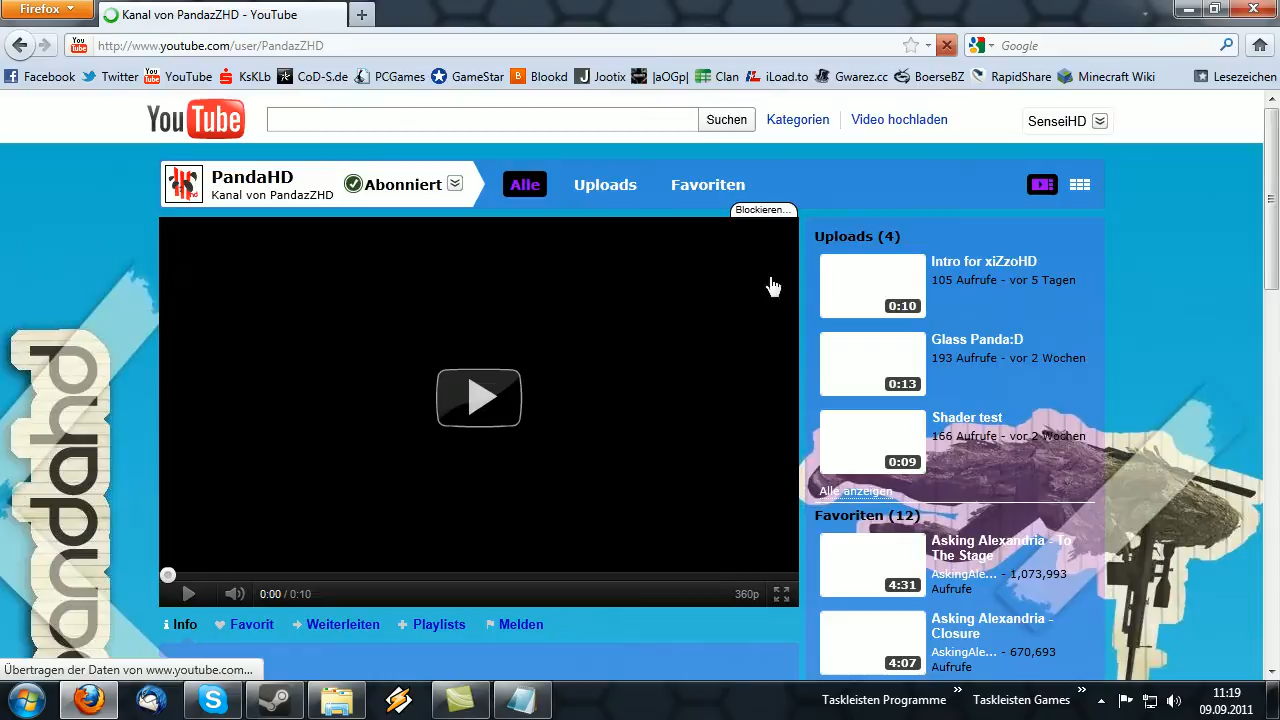 Firefox
Kanal von PandazZHD - YouTube
http://www.youtube.com/user/PandazZHD
Google
Facebook Twitter YouTube KsKLb CoD-S.de PCGames GameStar Blookd Jootix |aOGp| Clan iLoad.to Gwarez.cc BoerseBZ RapidShare Minecraft Wiki Lesezeichen
YouTube
Suchen Kategorien Video hochladen SenseiHD
PandaHD
Kanal von PandazZHD
Abonniert
Alle Uploads Favoriten
Blockieren...
Uploads (4)
Intro for xiZzoHD
105 Aufrufe - vor 5 Tagen
0:10
Glass Panda:D
193 Aufrufe - vor 2 Wochen
0:13
Shader test
166 Aufrufe - vor 2 Wochen
0:09
Alle anzeigen
Favoriten (12)
Asking Alexandria - To
The Stage
AskingAle... - 1,073,993
Aufrufe
4:31
Asking Alexandria -
Closure
AskingAle... - 670,693
Aufrufe
4:07
0:00 / 0:10 360p
Info Favorit Weiterleiten Playlists Melden
andahd
Übertragen der Daten von www.youtube.com...
Taskleisten Programme » Taskleisten Games »
11:19
09.09.2011